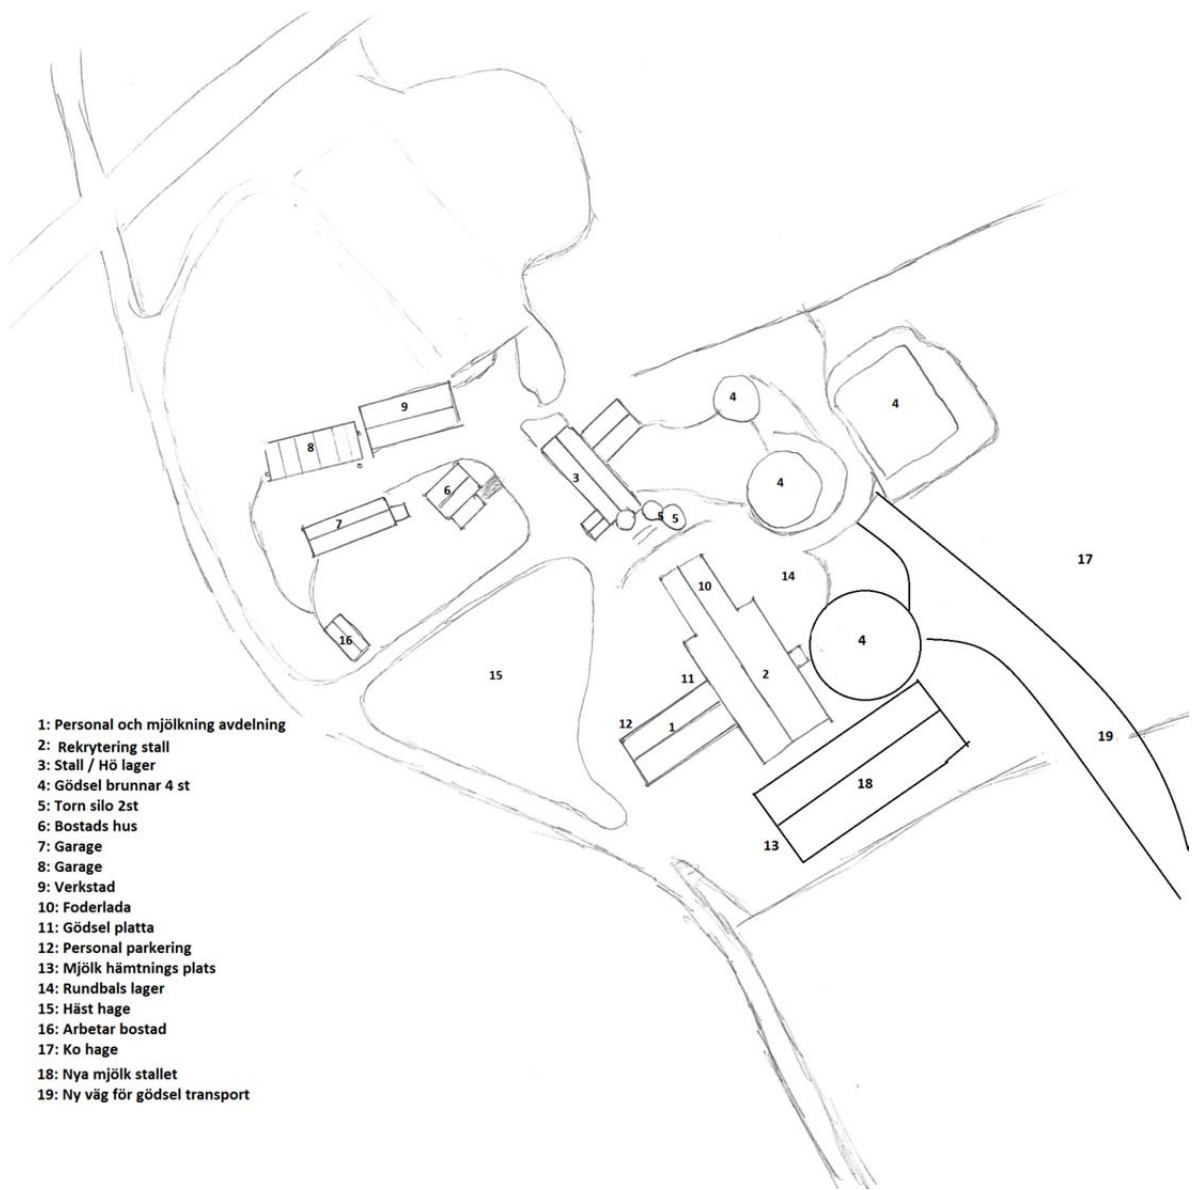 4
4
9
8
3
6
4
5
5
7
17
10
14
16
4
15
2
11
12
1
19
18
13
1: Personal och mjölkning avdelning
2: Rekrytering stall
3: Stall / Hö lager
4: Gödsel brunnar 4 st
5: Torn silo 2st
6: Bostads hus
7: Garage
8: Garage
9: Verkstad
10: Foderlada
11: Gödsel platta
12: Personal parkering
13: Mjölk hämtnings plats
14: Rundbals lager
15: Häst hage
16: Arbetar bostad
17: Ko hage
18: Nya mjölk stallet
19: Ny väg för gödsel transport